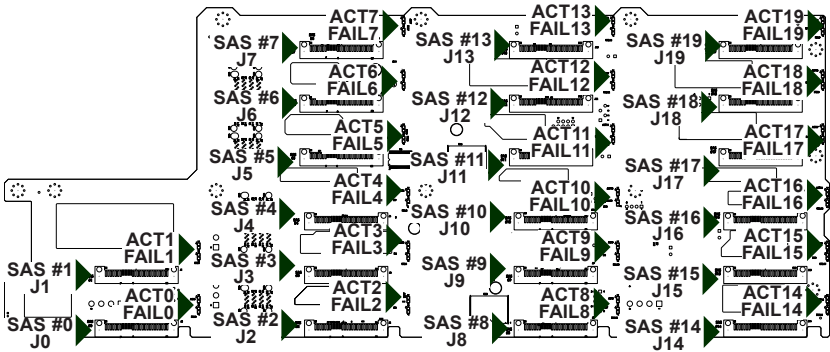 ACT7
FAIL7
SAS #7
J7
ACT6
FAIL6
SAS #6
J6
ACT5
FAIL5
SAS #5
J5
ACT4
FAIL4
SAS #4
J4
ACT3
FAIL3
SAS #3
J3
ACT2
FAIL2
SAS #2
J2
ACT1
FAIL1
SAS #1
J1
ACT0
FAIL0
SAS #0
J0
ACT13
FAIL13
SAS #13
J13
ACT12
FAIL12
SAS #12
J12
ACT11
FAIL11
SAS #11
J11
ACT10
FAIL10
SAS #10
J10
ACT9
FAIL9
SAS #9
J9
ACT8
FAIL8
SAS #8
J8
ACT19
FAIL19
SAS #19
J19
ACT18
FAIL18
SAS #18
J18
ACT17
FAIL17
SAS #17
J17
ACT16
FAIL16
SAS #16
J16
ACT15
FAIL15
SAS #15
J15
ACT14
FAIL14
SAS #14
J14